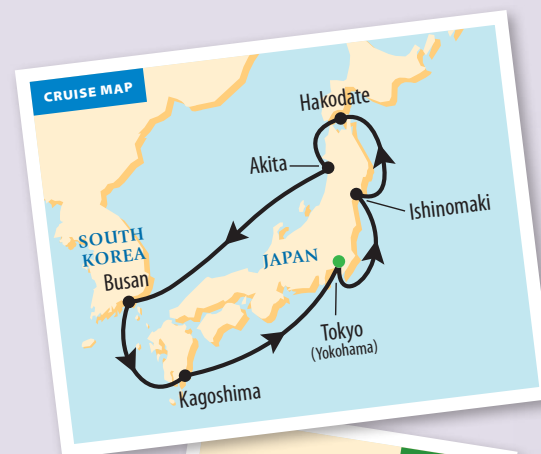 CRUISE MAP
Hakodate
Akita
Ishinomaki
SOUTH
KOREA
JAPAN
Busan
Tokyo
(Yokohama)
Kagoshima